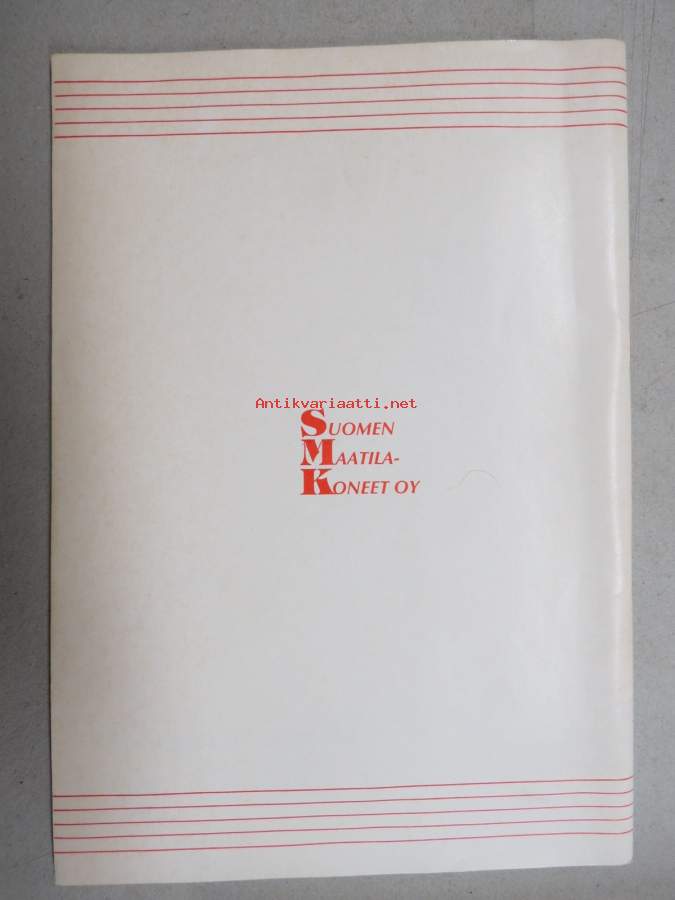 Antikvariaatti.net
SUOMEN
MAATILA-
KONEET OY